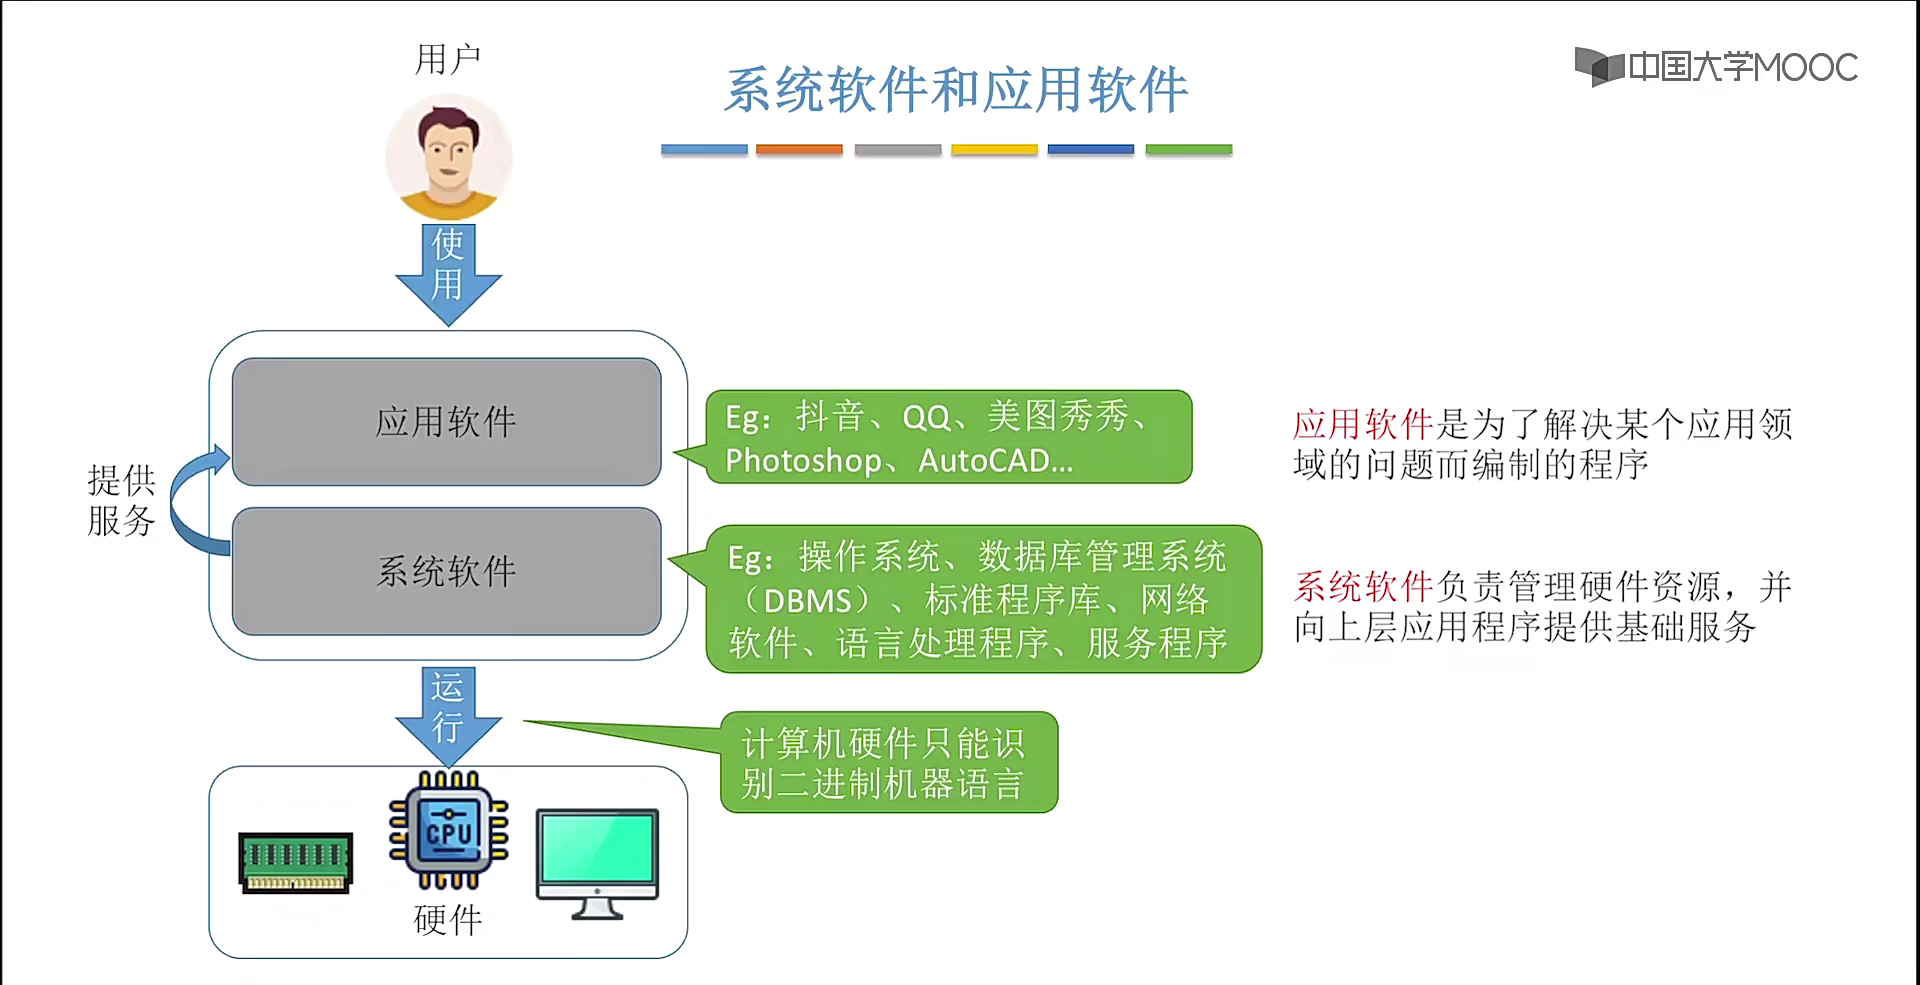 用户
系统软件和应用软件
中国大学MOOC
使
用
应用软件
Eg：抖音、QQ、美图秀秀、
Photoshop、AutoCAD...
应用软件是为了解决某个应用领
域的问题而编制的程序
提供
服务
系统软件
Eg：操作系统、数据库管理系统
（DBMS）、标准程序库、网络
软件、语言处理程序、服务程序
系统软件负责管理硬件资源，并
向上层应用程序提供基础服务
运
行
计算机硬件只能识
别二进制机器语言
CPU
硬件